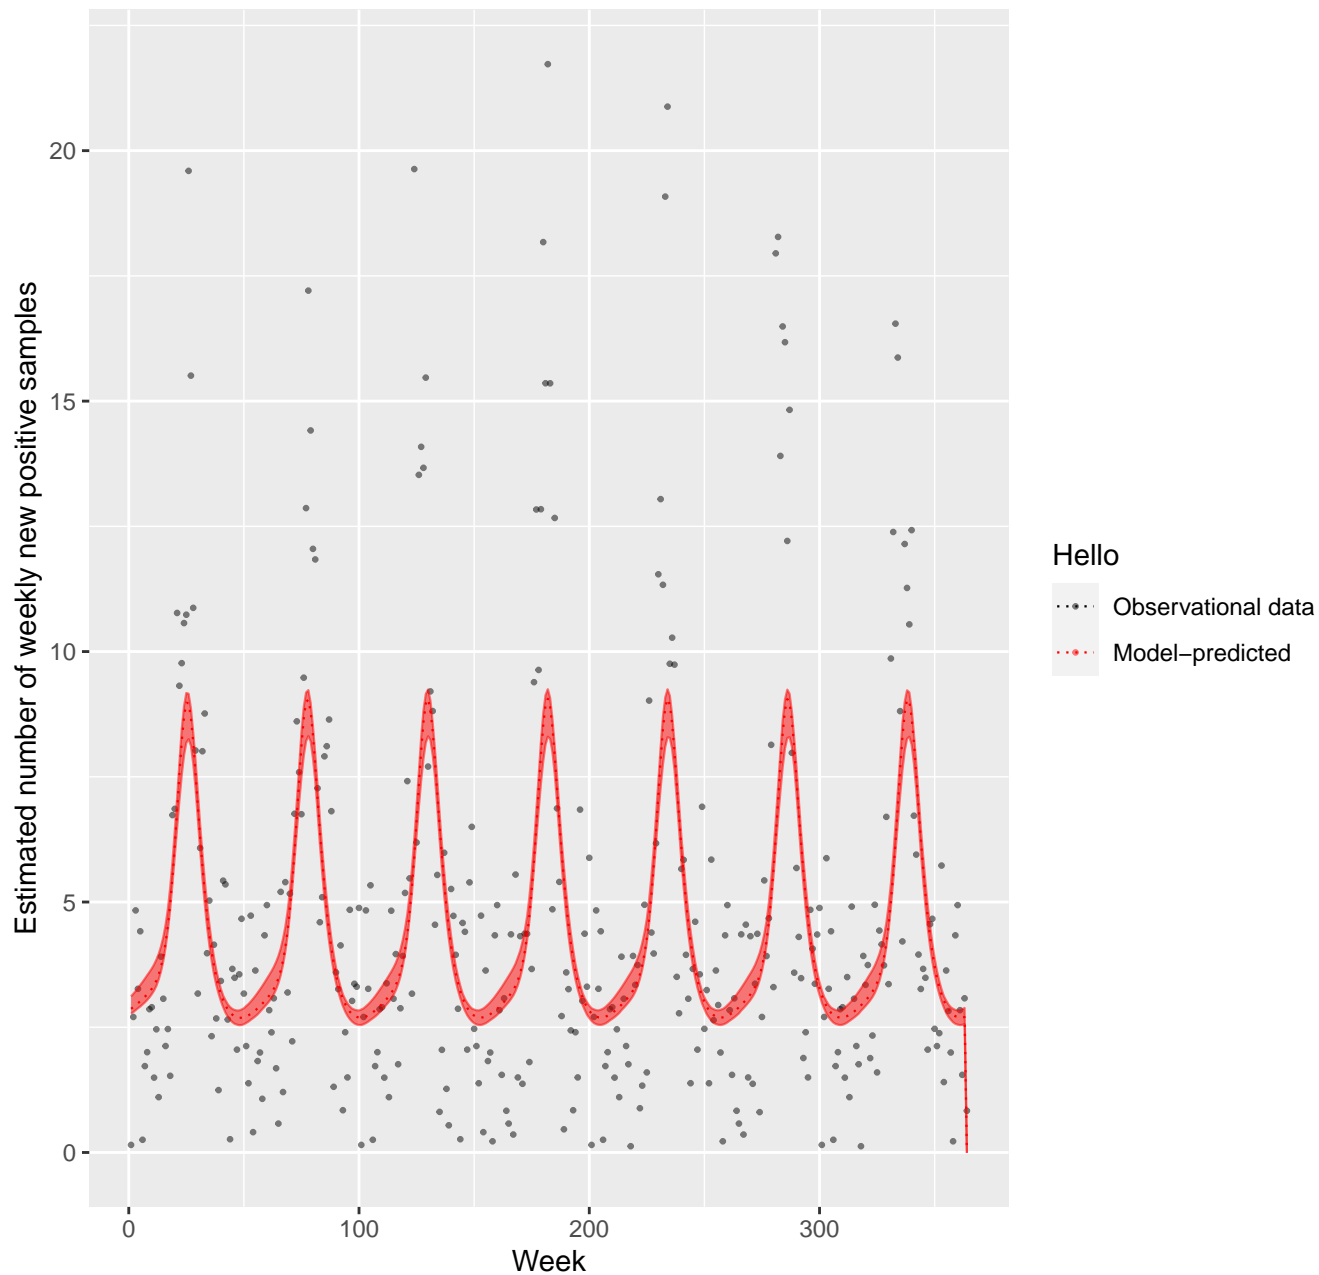 Estimated number of weekly new positive samples
20
15
10
5
0
0 100 200 300
Week
Hello
Observational data
Model−predicted